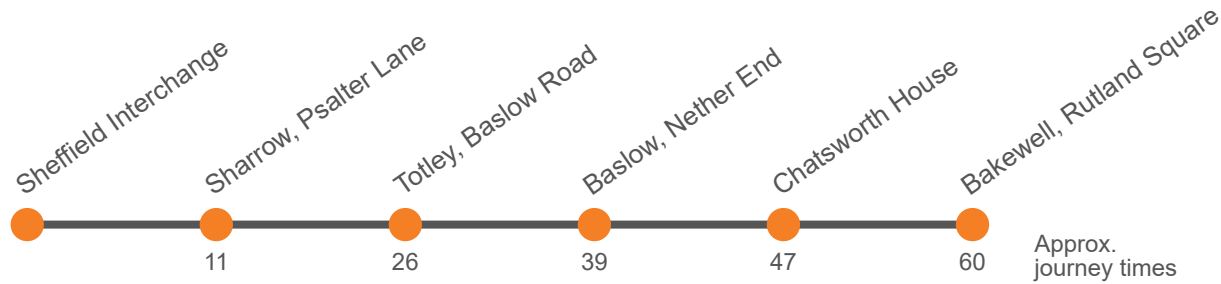 Sheffield Interchange
Sharrow, Psalter Lane
Totley, Baslow Road
Baslow, Nether End
Chatsworth House
Bakewell, Rutland Square
11
26
39
47
60
Approx.
journey times